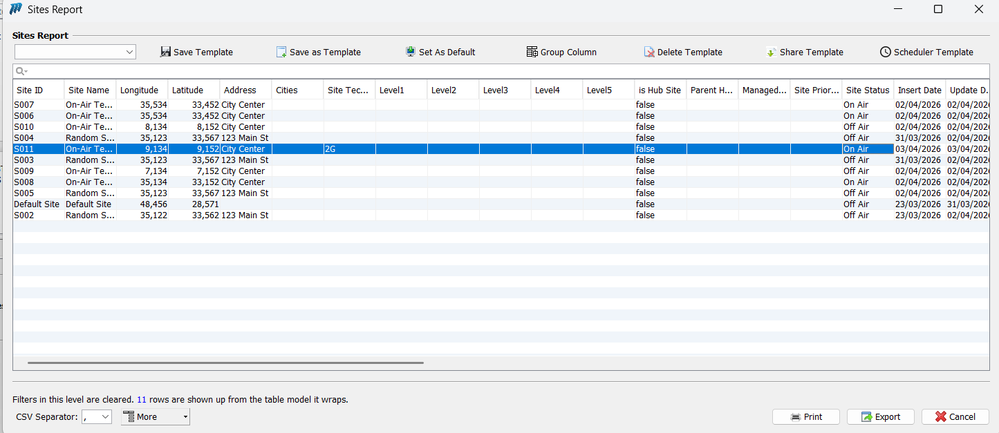 Sites Report
Sites Report
Save Template Save as Template Set As Default Group Column Delete Template Share Template Scheduler Template
Site ID Site Name Longitude Latitude Address Cities Site Tec... Level1 Level2 Level3 Level4 Level5 is Hub Site Parent H... Managed... Site Prior... Site Status Insert Date Update D.
S007 On-Air Te... 35,534 33,452 City Center false On Air 02/04/2026 02/04/2026
S006 On-Air Te... 35,534 33,452 City Center false On Air 02/04/2026 02/04/2026
S010 On-Air Te... 8,134 8,152 City Center false Off Air 02/04/2026 02/04/2026
S004 Random S... 35,123 33,567 123 Main St false Off Air 31/03/2026 02/04/2026
S011 On-Air Te... 9,134 9,152 City Center 2G false On Air 03/04/2026 03/04/2026
S003 Random S... 35,123 33,567 123 Main St false Off Air 31/03/2026 02/04/2026
S009 On-Air Te... 7,134 7,152 City Center false Off Air 02/04/2026 02/04/2026
S008 On-Air Te... 35,134 33,152 City Center false On Air 02/04/2026 02/04/2026
S005 Random S... 35,123 33,567 123 Main St false Off Air 02/04/2026 02/04/2026
Default Site Default Site 48,456 28,571 false Off Air 23/03/2026 31/03/2026
S002 Random S... 35,122 33,562 123 Main St false Off Air 23/03/2026 02/04/2026
Filters in this level are cleared. 11 rows are shown up from the table model it wraps.
CSV Separator: , More Print Export Cancel